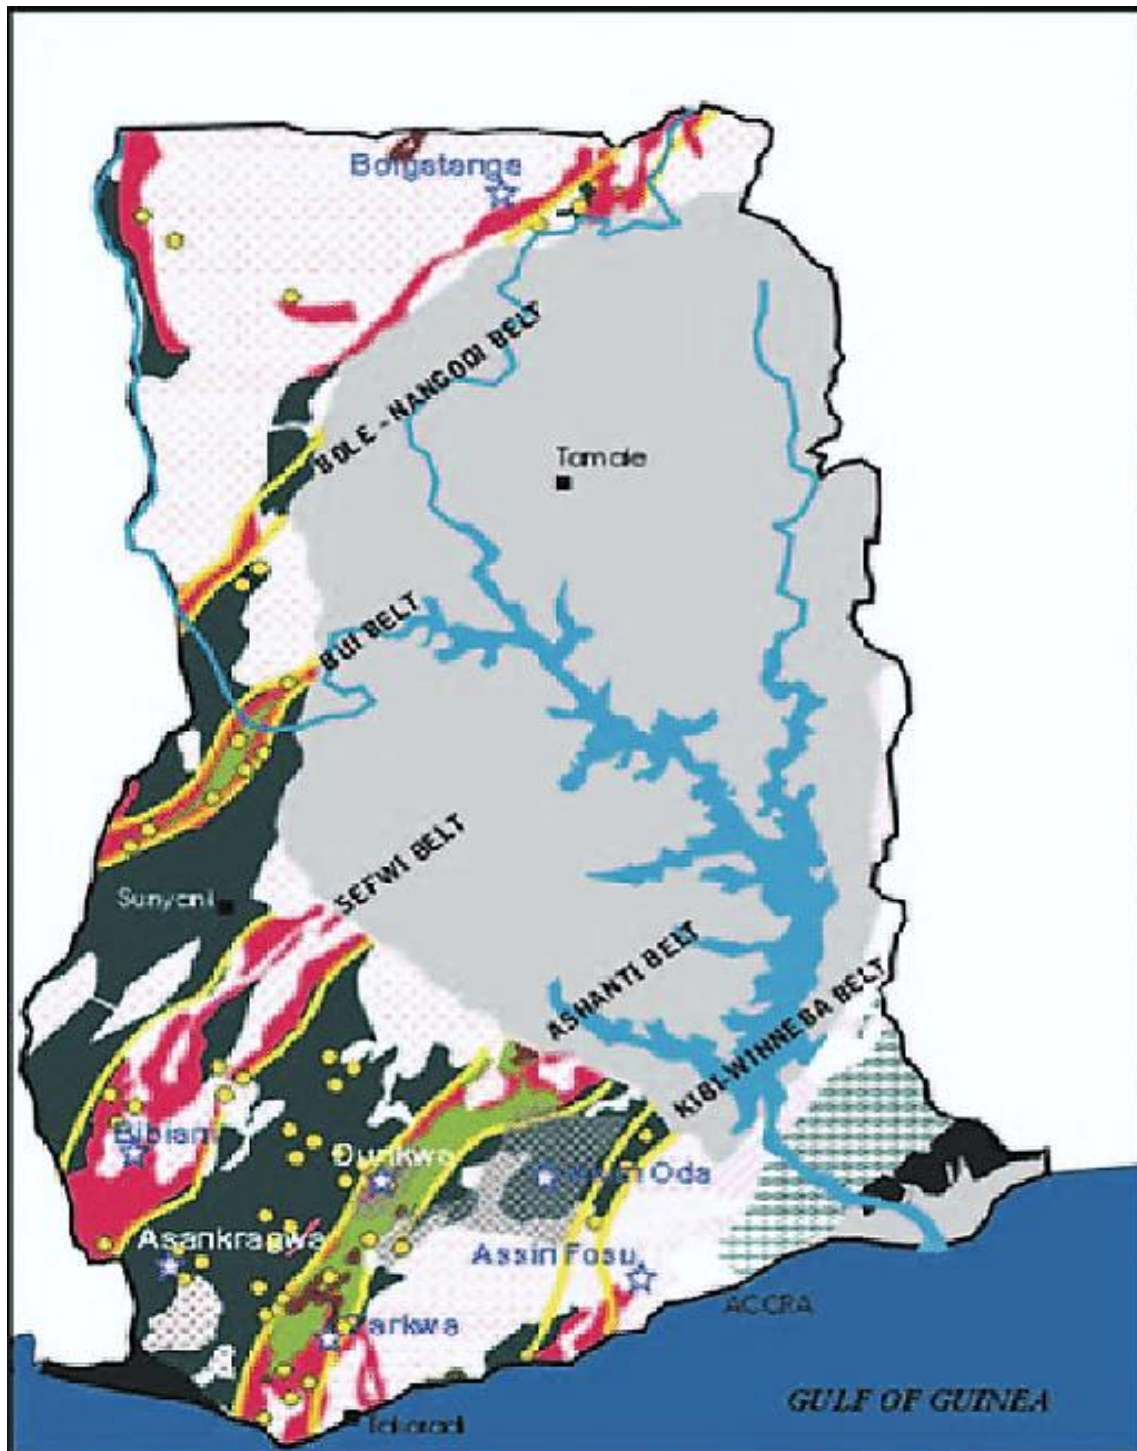 Bolgatanga
BOLE - NANGODI BELT
Tamale
BUI BELT
SEFWI BELT
Sunyani
ASHANTI BELT
KIBI-WINNEBA BELT
Bibiani
Dunkwa
Oda
Asankragwa
Assin Fosu
ACCRA
Tarkwa
GULF OF GUINEA
Takoradi